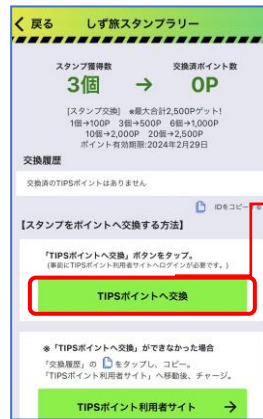 戻る しず旅スタンプラリー
スタンプ獲得数 交換済ポイント数
3個 → 0P
[スタンプ交換] ※最大合計2,500Pゲット!
1個→100P 3個→500P 6個→1,000P
10個→2,000P 20個→2,500P
ポイント有効期限:2024年2月29日
交換履歴
交換済のTIPSポイントはありません
IDをコピーする
【スタンプをポイントへ交換する方法】
「TIPSポイントへ交換」ボタンをタップ。
(事前にTIPSポイント利用者サイトへログインが必要です。)
TIPSポイントへ交換
※「TIPSポイントへ交換」ができなかった場合
「交換履歴」の をタップし、コピー。
「TIPSポイント利用者サイト」へ移動後、チャージ。
TIPSポイント利用者サイト →